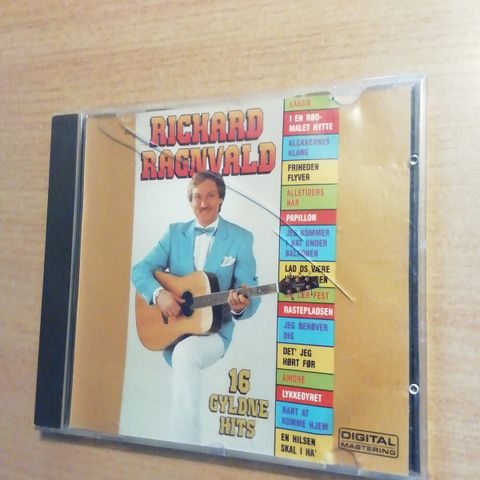 RICHARD
RAGNVALD
LASSIE
I EN RØD-
MALET HYTTE
KLOKKERNES
KLANG
FRIHEDEN
FLYVER
ALLETIDERS
NAR
PAPILLON
JEG KOMMER
I NAT UNDER
BALKONEN
LAD OS VÆRE
FEST
RASTEPLADSEN
JEG BEHØVER
DIG
DET' JEG
HØRT FØR
AMORE
LYKKEDYRET
RART AT
KOMME HJEM
EN HILSEN
SKAL I HA'
16
GYLDNE
HITS
DIGITAL
MASTERING